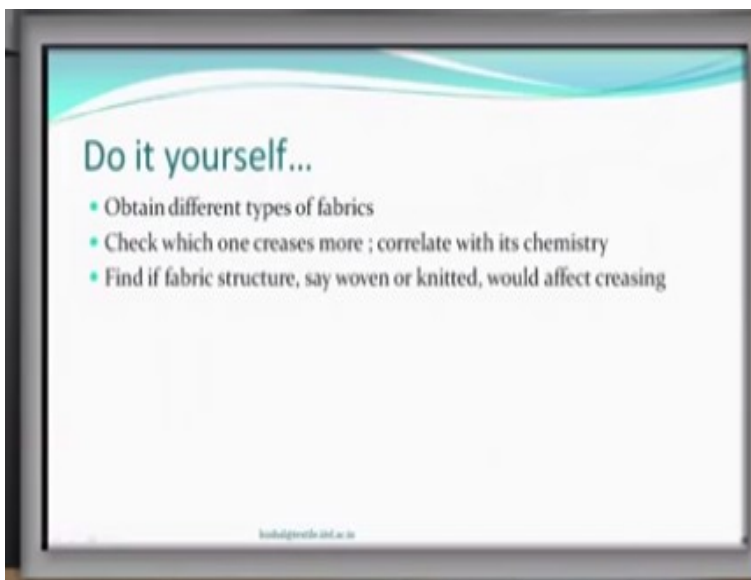 Do it yourself...
• Obtain different types of fabrics
• Check which one creases more ; correlate with its chemistry
• Find if fabric structure, say woven or knitted, would affect creasing